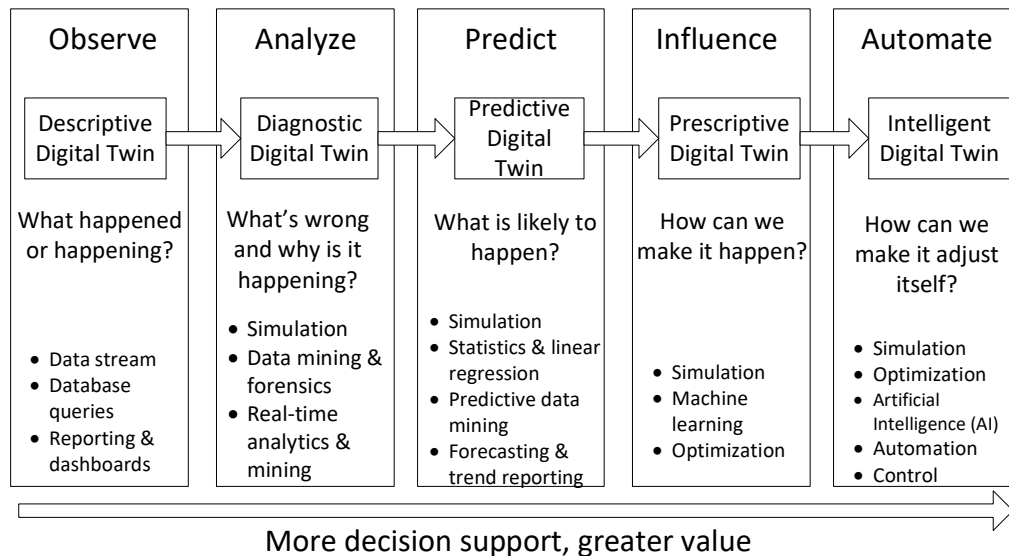 Observe
Descriptive
Digital Twin
What happened
or happening?
• Data stream
• Database
queries
• Reporting &
dashboards
Analyze
Diagnostic
Digital Twin
What's wrong
and why is it
happening?
• Simulation
• Data mining &
forensics
• Real-time
analytics &
mining
Predict
Predictive
Digital
Twin
What is likely to
happen?
• Simulation
• Statistics & linear
regression
• Predictive data
mining
• Forecasting &
trend reporting
Influence
Prescriptive
Digital Twin
How can we
make it happen?
• Simulation
• Machine
learning
• Optimization
Automate
Intelligent
Digital Twin
How can we
make it adjust
itself?
• Simulation
• Optimization
• Artificial
Intelligence (AI)
• Automation
• Control
More decision support, greater value